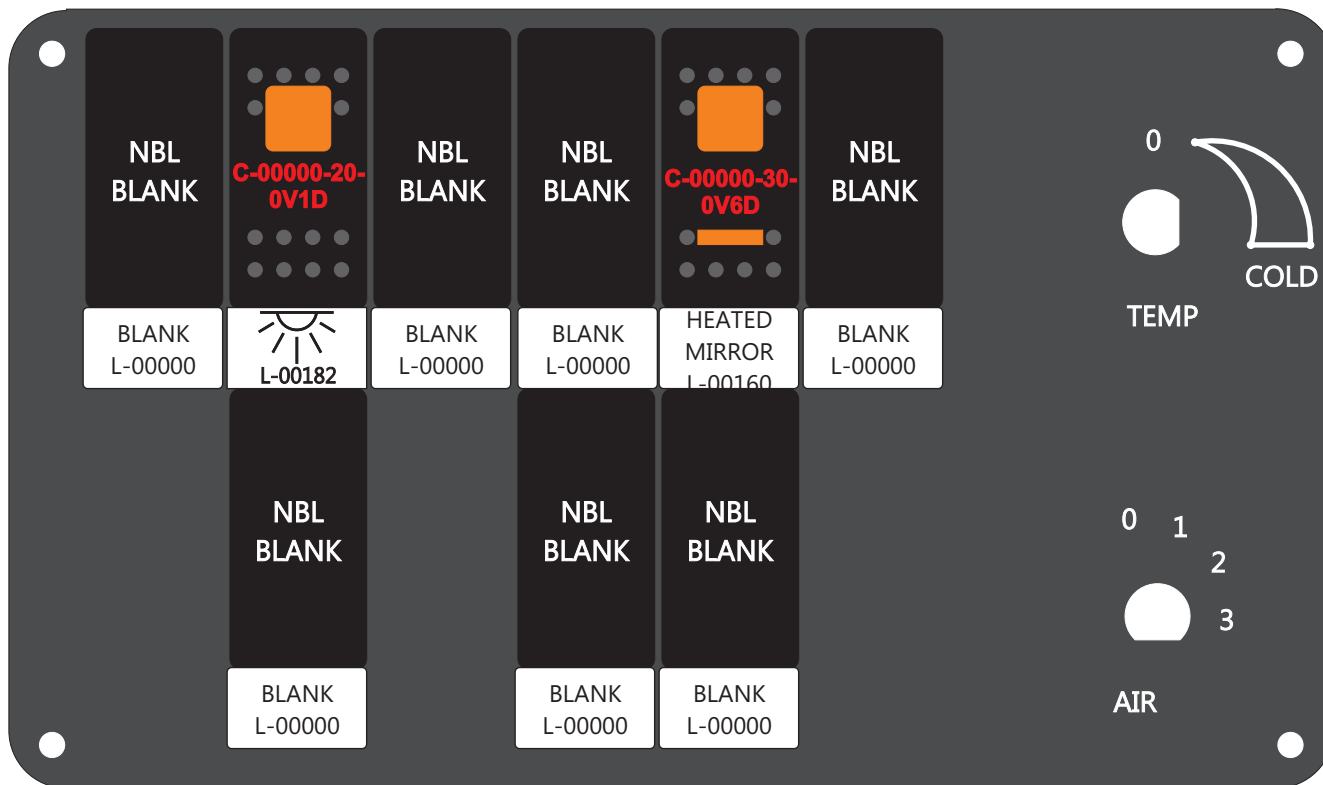 NBL
BLANK
C-00000-20-
0V1D
NBL
BLANK
NBL
BLANK
C-00000-30-
0V6D
NBL
BLANK
BLANK
L-00000
L-00182
BLANK
L-00000
BLANK
L-00000
HEATED
MIRROR
L-00160
BLANK
L-00000
0
COLD
TEMP
NBL
BLANK
NBL
BLANK
NBL
BLANK
BLANK
L-00000
BLANK
L-00000
BLANK
L-00000
0
1
2
3
AIR